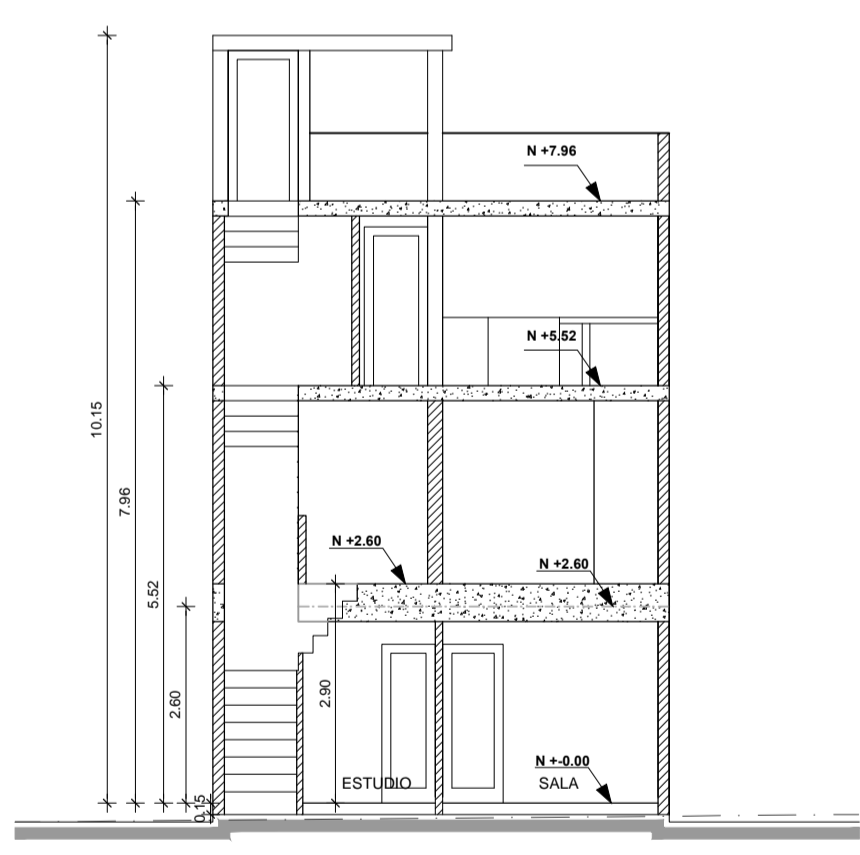 N +7.96
10.15
N +5.52
7.96
N +2.60
N +2.60
5.52
2.60
2.90
N +-0.00
ESTUDIO
SALA
0.15